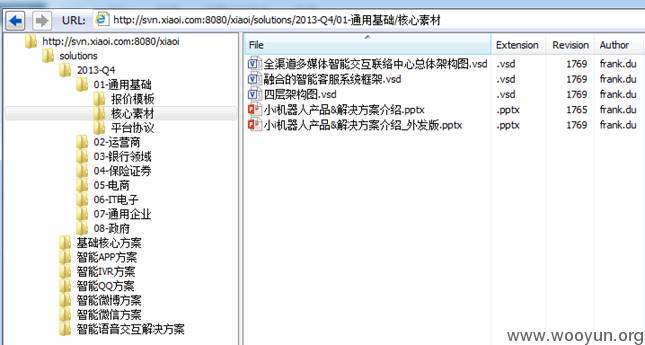 URL: http://svn.xiaoi.com:8080/xiaoi/solutions/2013-Q4/01-通用基础/核心素材
http://svn.xiaoi.com:8080/xiaoi
solutions
2013-Q4
01-通用基础
报价模板
核心素材
平台协议
02-运营商
03-银行领域
04-保险证券
05-电商
06-IT电子
07-通用企业
08-政府
基础核心方案
智能APP方案
智能IVR方案
智能QQ方案
智能微博方案
智能微信方案
智能语音交互解决方案
File Extension Revision Author
全渠道多媒体智能交互联络中心总体架构图.vsd .vsd 1769 frank.du
融合的智能客服系统框架.vsd .vsd 1769 frank.du
四层架构图.vsd .vsd 1769 frank.du
小i机器人产品&解决方案介绍.pptx .pptx 1765 frank.du
小i机器人产品&解决方案介绍_外发版.pptx .pptx 1769 frank.du
www.wooyun.org